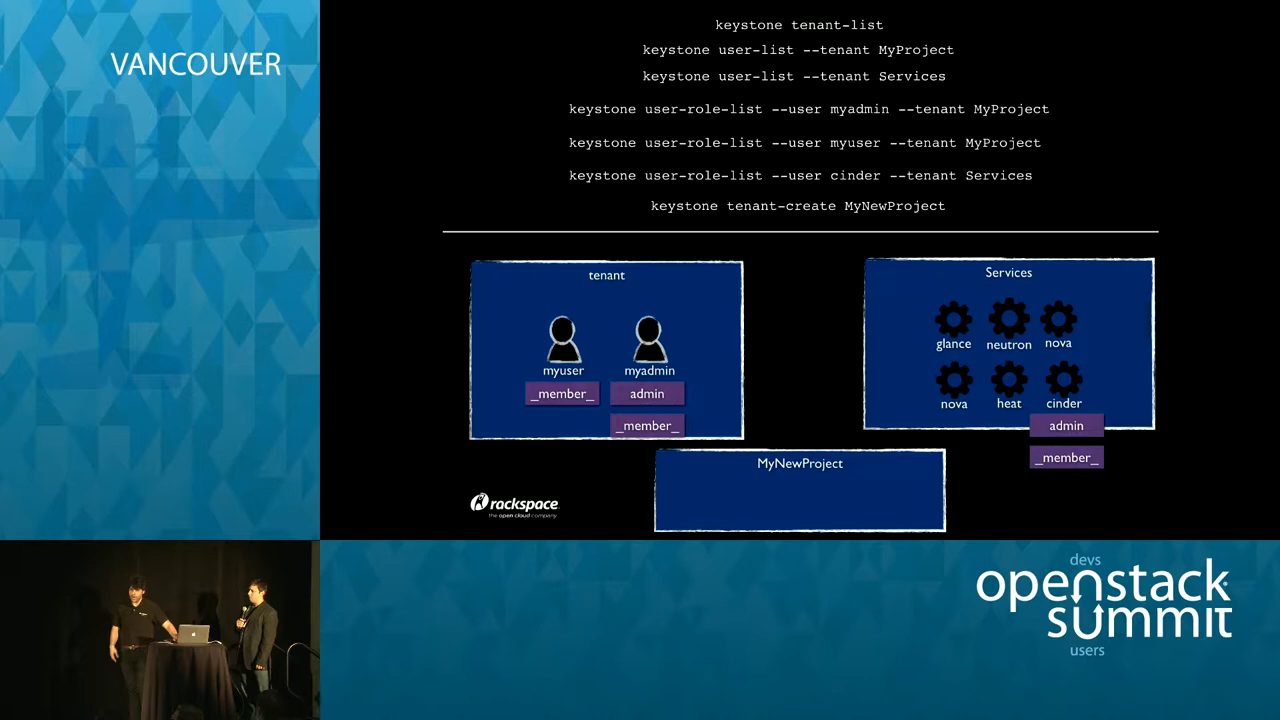 VANCOUVER
keystone tenant-list
keystone user-list --tenant MyProject
keystone user-list --tenant Services
keystone user-role-list --user myadmin --tenant MyProject
keystone user-role-list --user myuser --tenant MyProject
keystone user-role-list --user cinder --tenant Services
keystone tenant-create MyNewProject
tenant
myuser
myadmin
_member_
admin
_member_
Services
glance
neutron
nova
nova
heat
cinder
admin
_member_
MyNewProject
rackspace
the open cloud company
devs
openstack
summit
users